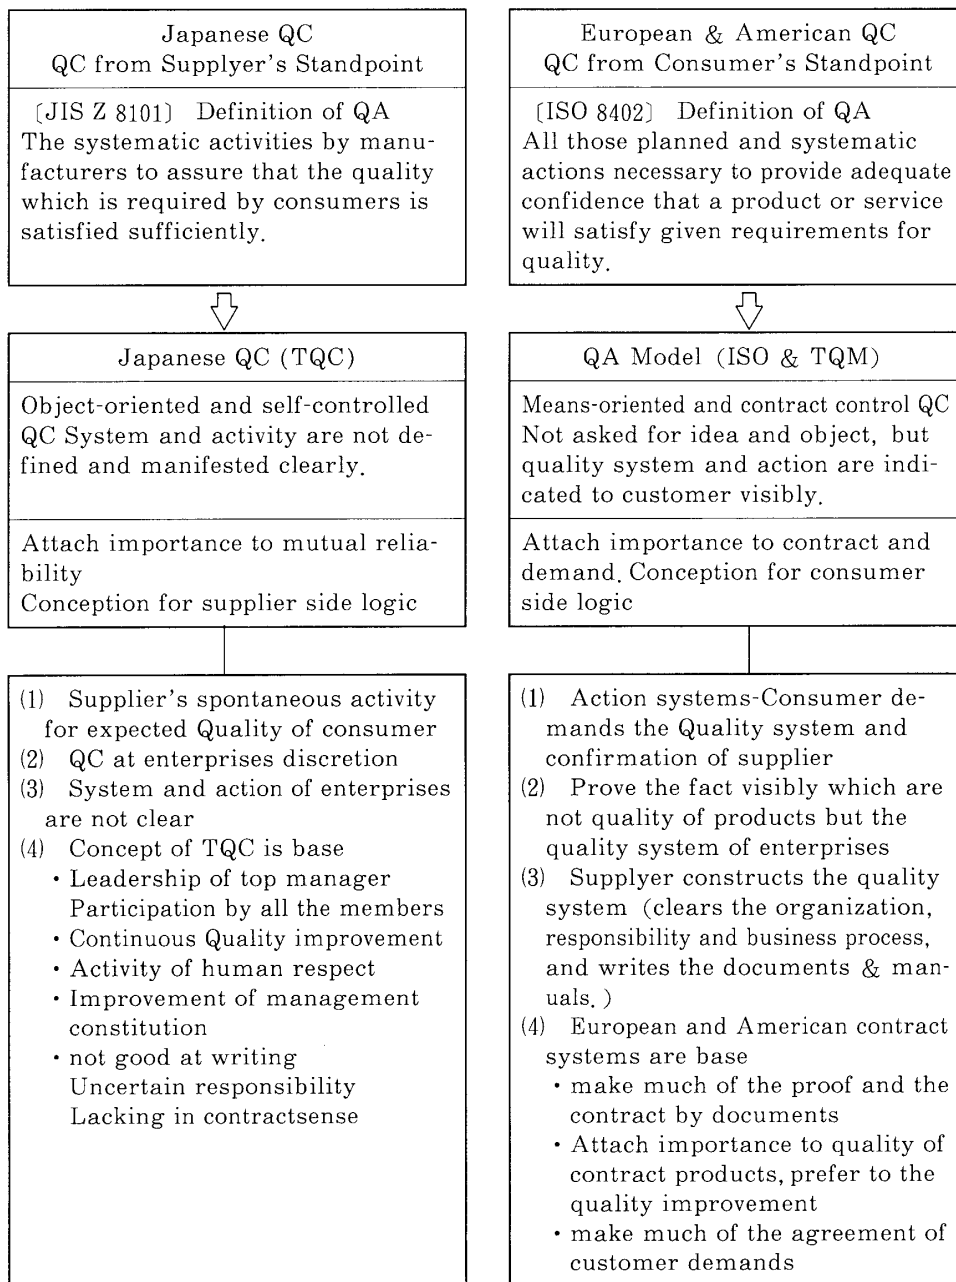 Japanese QC
QC from Supplyer's Standpoint
〔JIS Z 8101〕 Definition of QA
The systematic activities by manu-
facturers to assure that the quality
which is required by consumers is
satisfied sufficiently.
Japanese QC (TQC)
Object-oriented and self-controlled
QC System and activity are not de-
fined and manifested clearly.
Attach importance to mutual relia-
bility
Conception for supplier side logic
(1) Supplier's spontaneous activity
for expected Quality of consumer
(2) QC at enterprises discretion
(3) System and action of enterprises
are not clear
(4) Concept of TQC is base
・Leadership of top manager
Participation by all the members
・Continuous Quality improvement
・Activity of human respect
・Improvement of management
constitution
・not good at writing
Uncertain responsibility
Lacking in contractsense
European & American QC
QC from Consumer's Standpoint
[ISO 8402] Definition of QA
All those planned and systematic
actions necessary to provide adequate
confidence that a product or service
will satisfy given requirements for
quality.
QA Model (ISO & TQM)
Means-oriented and contract control QC
Not asked for idea and object, but
quality system and action are indi-
cated to customer visibly.
Attach importance to contract and
demand. Conception for consumer
side logic
(1) Action systems-Consumer de-
mands the Quality system and
confirmation of supplier
(2) Prove the fact visibly which are
not quality of products but the
quality system of enterprises
(3) Supplyer constructs the quality
system (clears the organization,
responsibility and business process,
and writes the documents & man-
uals.)
(4) European and American contract
systems are base
・make much of the proof and the
contract by documents
・Attach importance to quality of
contract products, prefer to the
quality improvement
・make much of the agreement of
customer demands